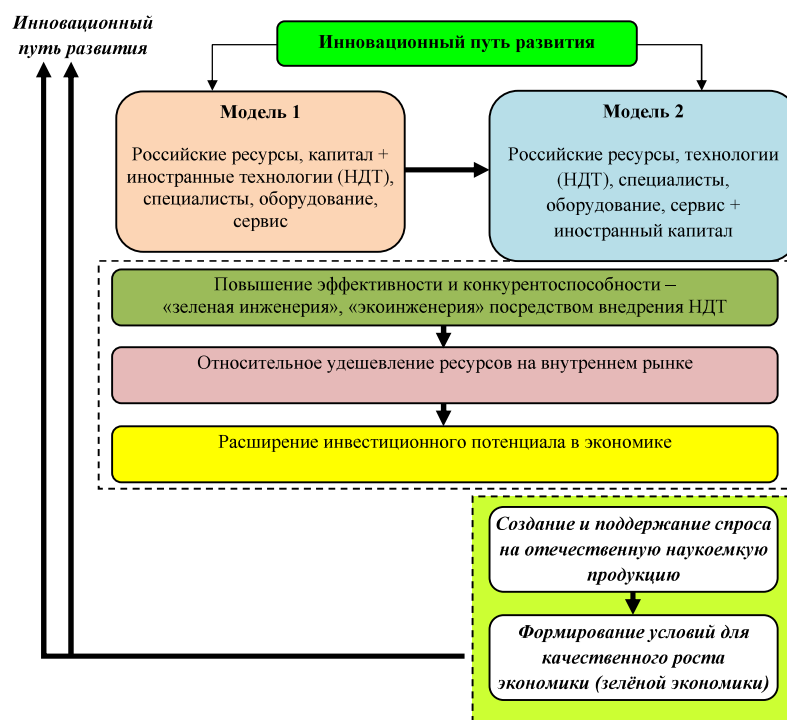 Инновационный
путь развития
Инновационный путь развития
Модель 1
Российские ресурсы, капитал +
иностранные технологии (НДТ),
специалисты, оборудование,
сервис
Модель 2
Российские ресурсы, технологии
(НДТ), специалисты,
оборудование, сервис +
иностранный капитал
Повышение эффективности и конкурентоспособности –
«зеленая инженерия», «экоинженерия» посредством внедрения НДТ
Относительное удешевление ресурсов на внутреннем рынке
Расширение инвестиционного потенциала в экономике
Создание и поддержание спроса
на отечественную наукоемкую
продукцию
Формирование условий для
качественного роста
экономики (зелёной экономики)